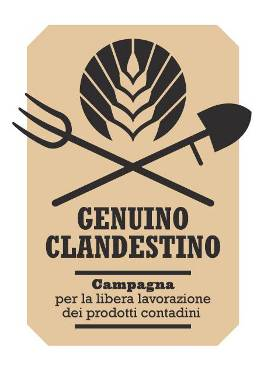 GENUINO
CLANDESTINO
Campagna
per la libera lavorazione
dei prodotti contadini